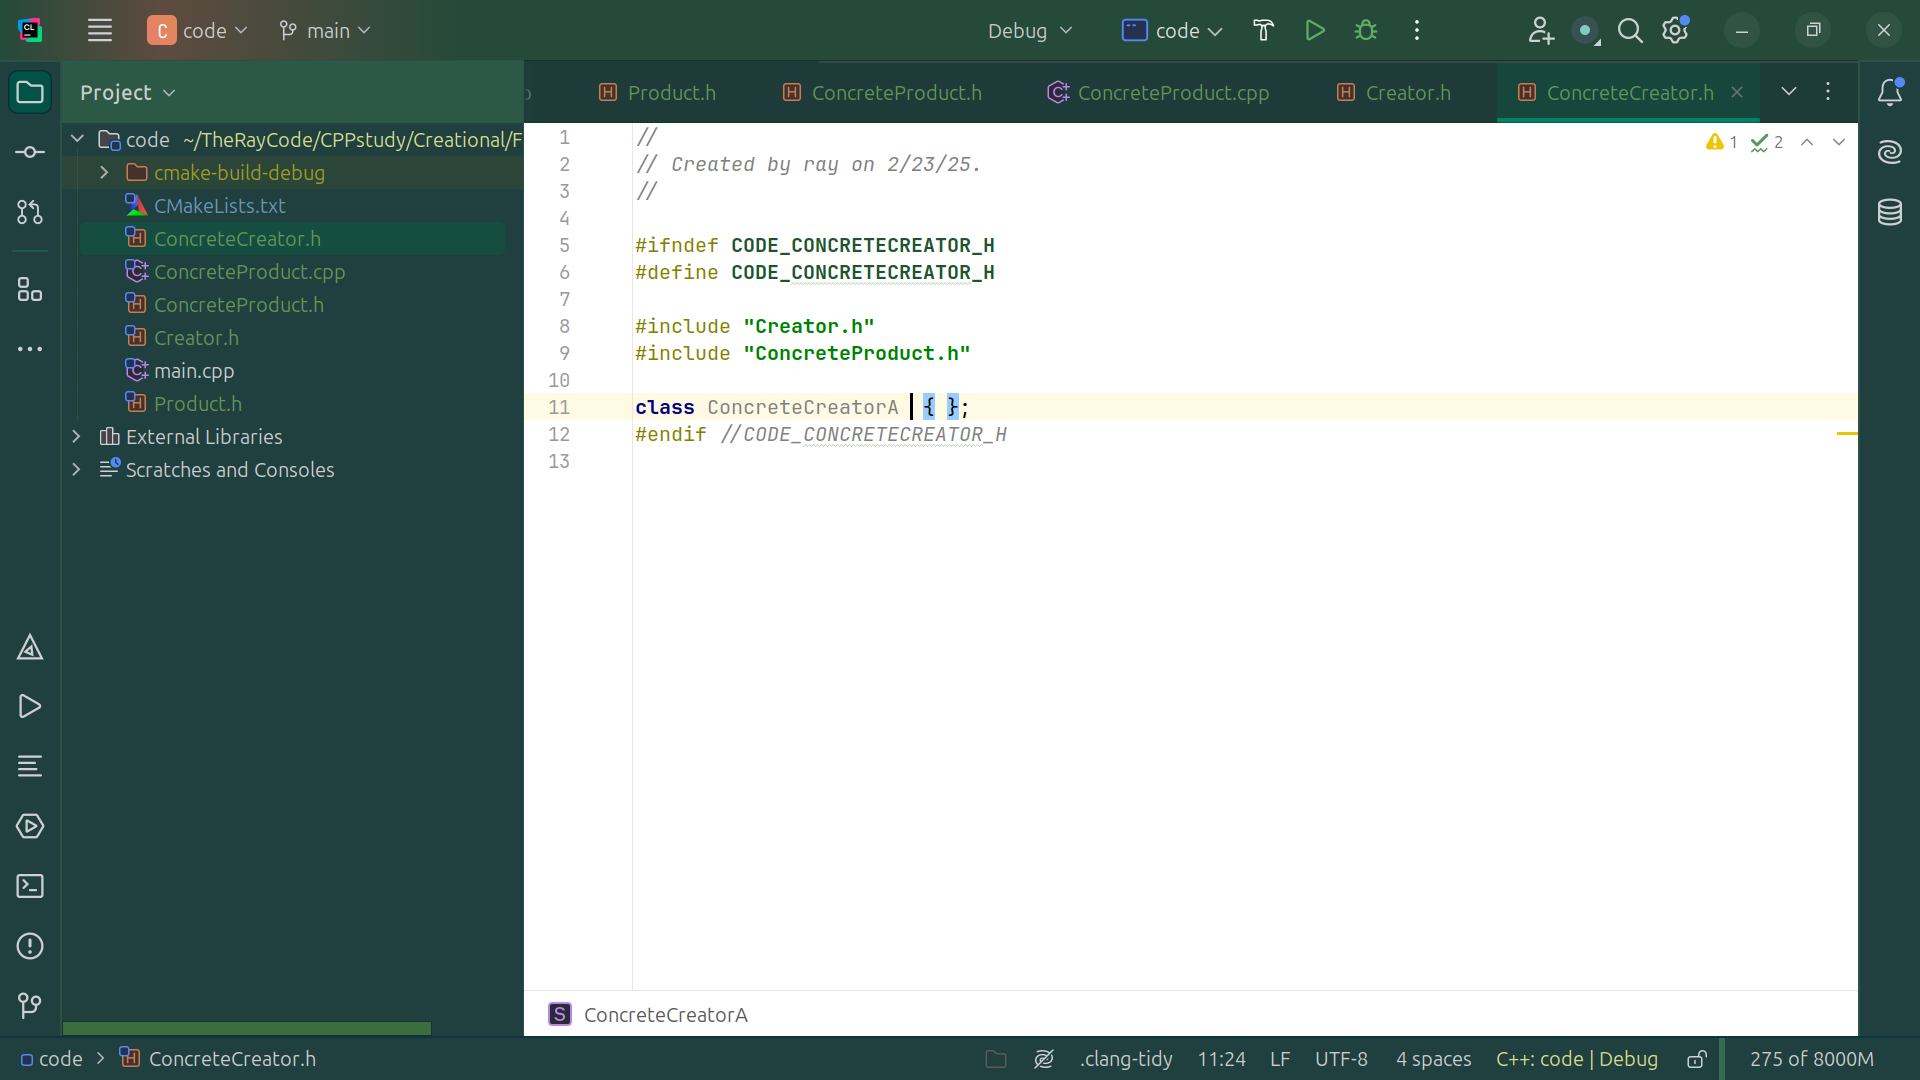 C code main Debug code
Project
Product.h ConcreteProduct.h ConcreteProduct.cpp Creator.h ConcreteCreator.h
code ~/TheRayCode/CPPstudy/Creational/F
cmake-build-debug
CMakeLists.txt
ConcreteCreator.h
ConcreteProduct.cpp
ConcreteProduct.h
Creator.h
main.cpp
Product.h
External Libraries
Scratches and Consoles
1 //
2 // Created by ray on 2/23/25.
3 //
4
5 #ifndef CODE_CONCRETECREATOR_H
6 #define CODE_CONCRETECREATOR_H
7
8 #include "Creator.h"
9 #include "ConcreteProduct.h"
10
11 class ConcreteCreatorA { };
12 #endif //CODE_CONCRETECREATOR_H
13
1 2
S ConcreteCreatorA
code > ConcreteCreator.h .clang-tidy 11:24 LF UTF-8 4 spaces C++: code | Debug 275 of 8000M